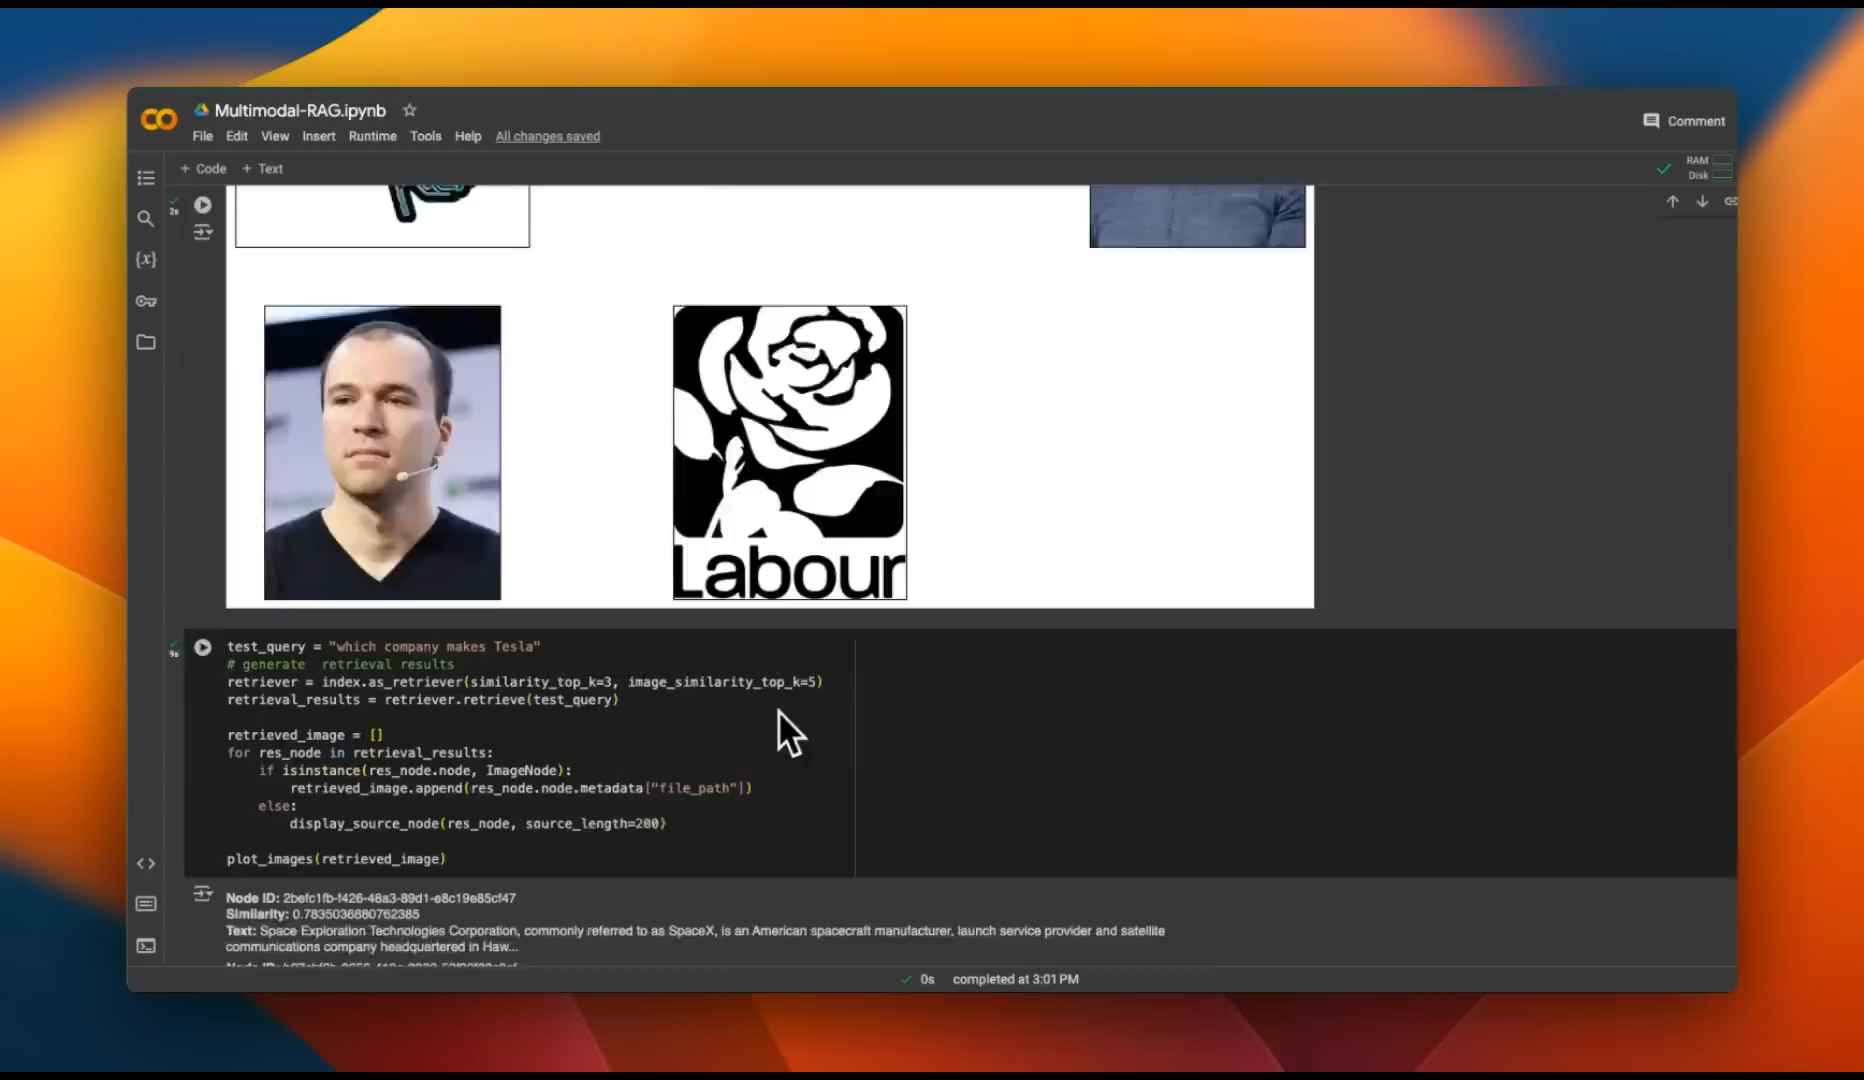 Multimodal-RAG.ipynb
Comment
File Edit View Insert Runtime Tools Help All changes saved
+ Code + Text
RAM
Disk
2s
Labour
9s
test_query = "which company makes Tesla"
# generate  retrieval results
retriever = index.as_retriever(similarity_top_k=3, image_similarity_top_k=5)
retrieval_results = retriever.retrieve(test_query)
retrieved_image = []
for res_node in retrieval_results:
    if isinstance(res_node.node, ImageNode):
        retrieved_image.append(res_node.node.metadata["file_path"])
    else:
        display_source_node(res_node, source_length=200)
plot_images(retrieved_image)
Node ID: 2befc1fb-f426-48a3-89d1-e8c19e85cf47
Similarity: 0.7835036880762385
Text: Space Exploration Technologies Corporation, commonly referred to as SpaceX, is an American spacecraft manufacturer, launch service provider and satellite
communications company headquartered in Haw...
Node ID:
0s completed at 3:01 PM